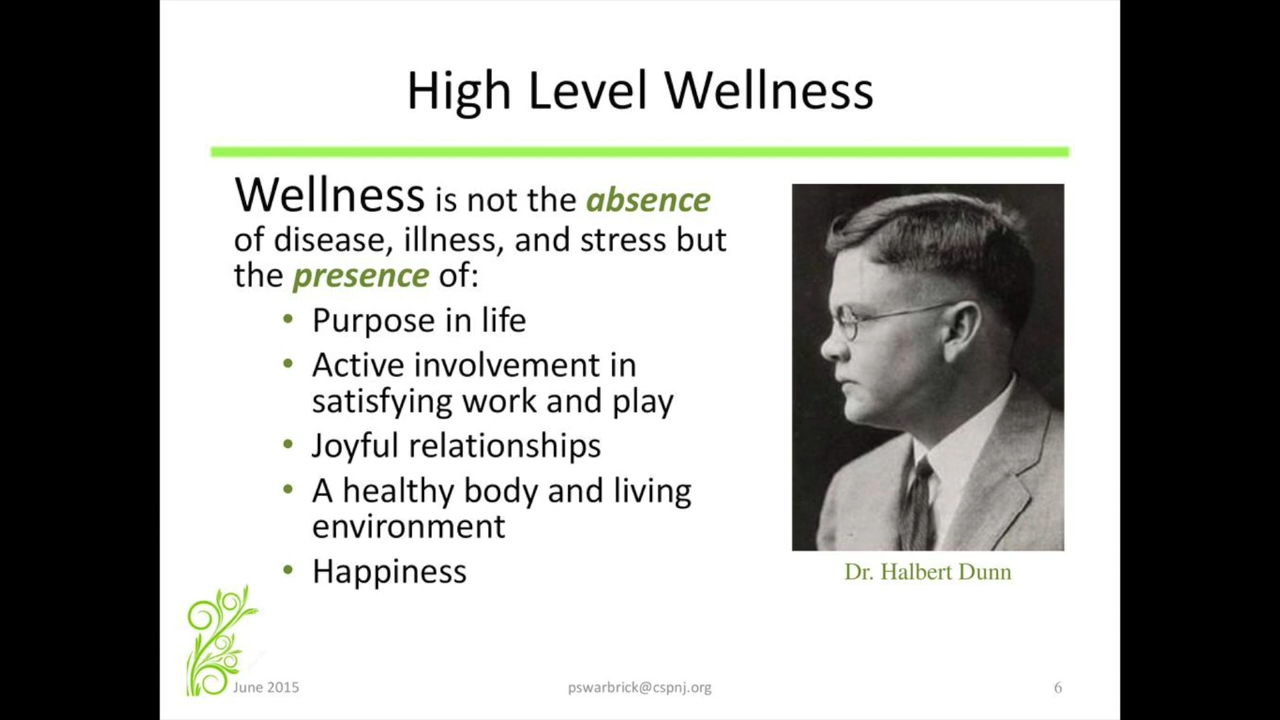 High Level Wellness
Wellness is not the absence
of disease, illness, and stress but
the presence of:
• Purpose in life
• Active involvement in
satisfying work and play
• Joyful relationships
• A healthy body and living
environment
• Happiness
Dr. Halbert Dunn
June 2015
pswarbrick@cspnj.org
6